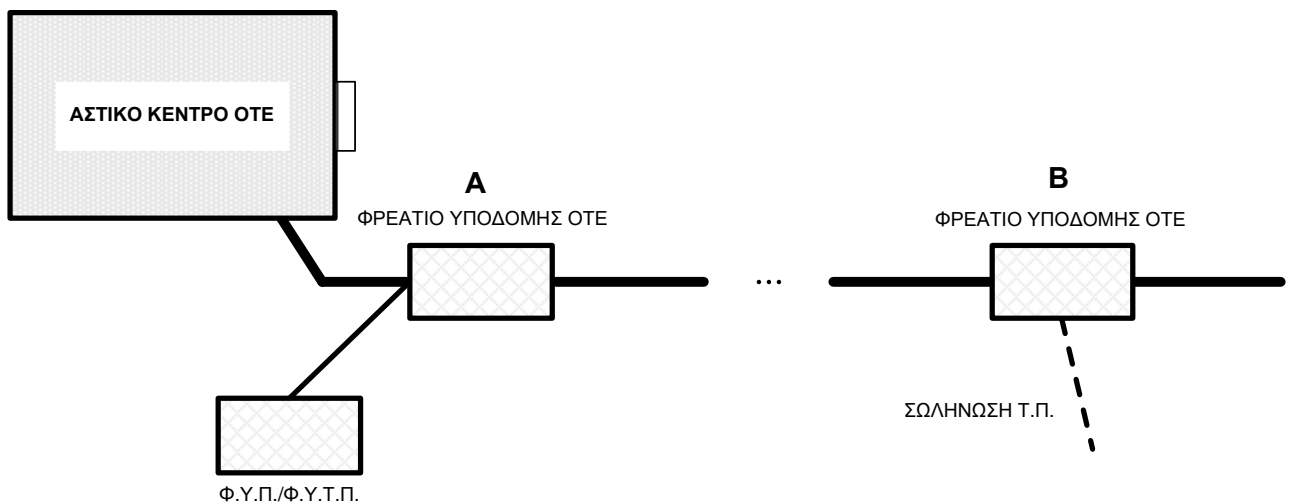 ΑΣΤΙΚΟ ΚΕΝΤΡΟ ΟΤΕ
Α
ΦΡΕΑΤΙΟ ΥΠΟΔΟΜΗΣ ΟΤΕ
Β
ΦΡΕΑΤΙΟ ΥΠΟΔΟΜΗΣ ΟΤΕ
...
ΣΩΛΗΝΩΣΗ Τ.Π.
Φ.Υ.Π./Φ.Υ.Τ.Π.